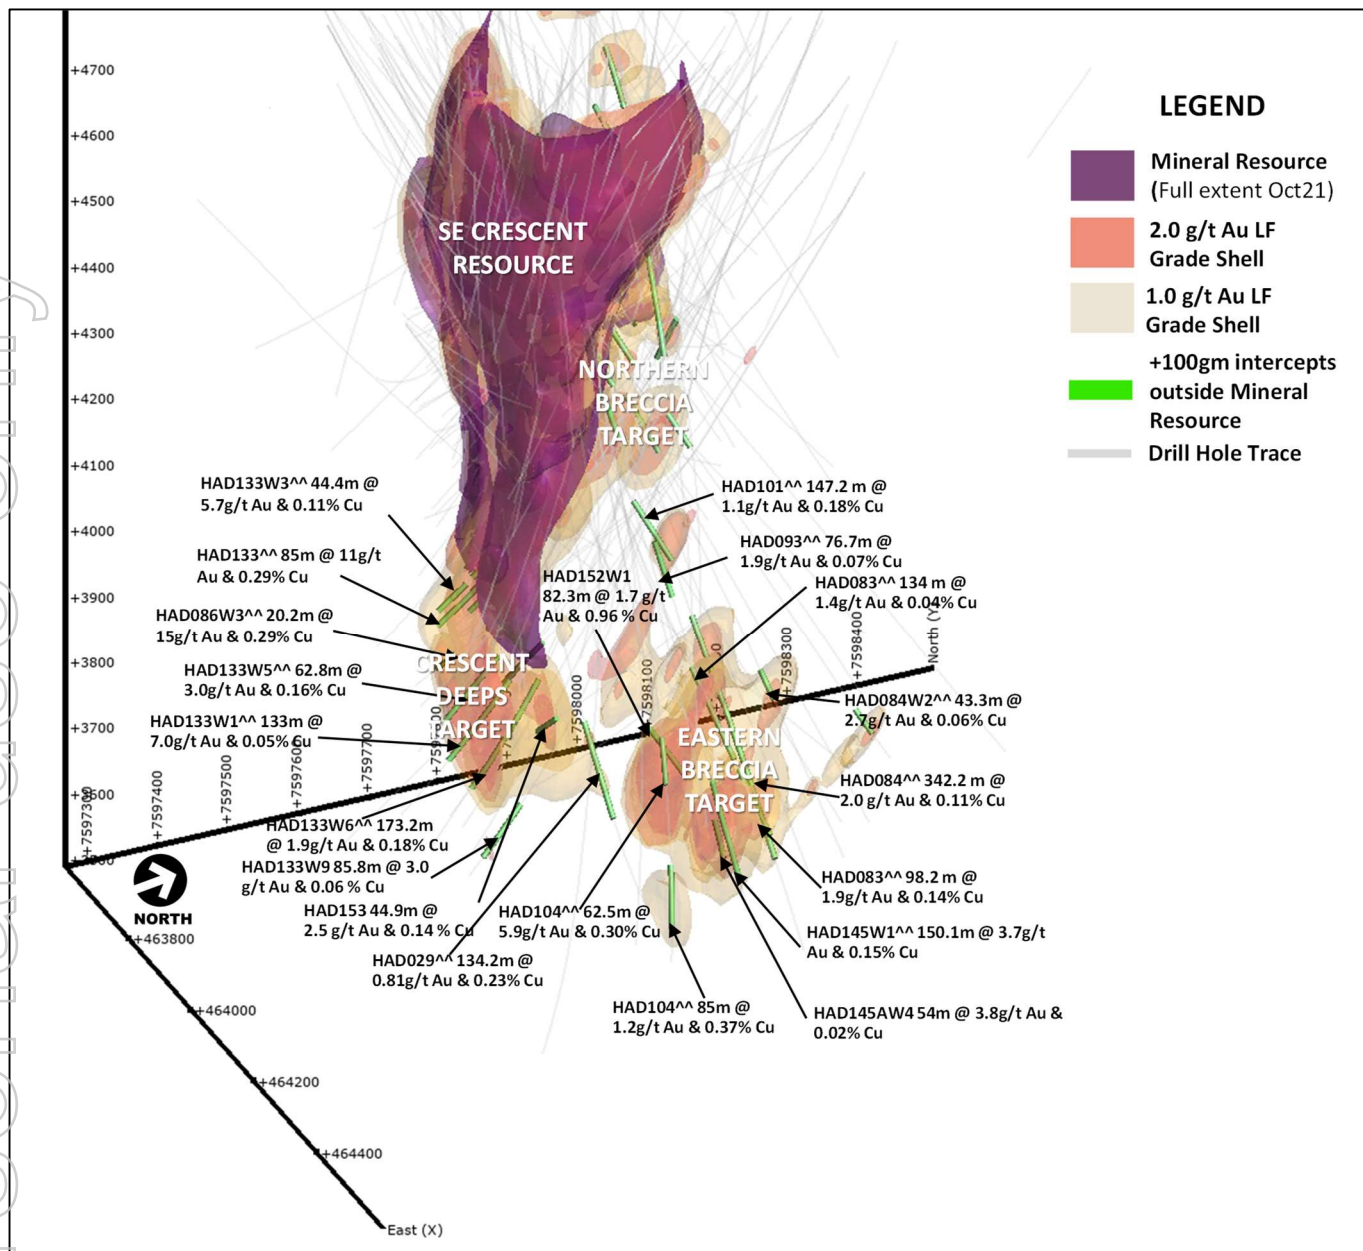 +4700
+4600
+4500
+4400
+4300
+4200
+4100
+4000
+3900
+3800
+3700
+3600
LEGEND
Mineral Resource
(Full extent Oct21)
2.0 g/t Au LF
Grade Shell
1.0 g/t Au LF
Grade Shell
+100gm intercepts
outside Mineral
Resource
Drill Hole Trace
SE CRESCENT
RESOURCE
NORTHERN
BRECCIA
TARGET
CRESCENT
DEEPS
TARGET
EASTERN
BRECCIA
TARGET
HAD133W3^^ 44.4m @
5.7g/t Au & 0.11% Cu
HAD133^^ 85m @ 11g/t
Au & 0.29% Cu
HAD086W3^^ 20.2m @
15g/t Au & 0.29% Cu
HAD133W5^^ 62.8m @
3.0g/t Au & 0.16% Cu
HAD133W1^^ 133m @
7.0g/t Au & 0.05% Cu
HAD133W6^^ 173.2m
@ 1.9g/t Au & 0.18% Cu
HAD133W9 85.8m @ 3.0
g/t Au & 0.06 % Cu
HAD153 44.9m @
2.5 g/t Au & 0.14 % Cu
HAD029^^ 134.2m @
0.81g/t Au & 0.23% Cu
HAD104^^ 62.5m @
5.9g/t Au & 0.30% Cu
HAD104^^ 85m @
1.2g/t Au & 0.37% Cu
HAD152W1
82.3m @ 1.7 g/t
Au & 0.96 % Cu
HAD101^^ 147.2 m @
1.1g/t Au & 0.18% Cu
HAD093^^ 76.7m @
1.9g/t Au & 0.07% Cu
HAD083^^ 134 m @
1.4g/t Au & 0.04% Cu
HAD084W2^^ 43.3m @
2.7g/t Au & 0.06% Cu
HAD084^^ 342.2 m @
2.0 g/t Au & 0.11% Cu
HAD083^^ 98.2 m @
1.9g/t Au & 0.14% Cu
HAD145W1^^ 150.1m @ 3.7g/t
Au & 0.15% Cu
HAD145AW4 54m @ 3.8g/t Au &
0.02% Cu
+7597300
+7597400
+7597500
+7597600
+7597700
+7598000
+7598100
+7598300
+7598400
North (Y)
NORTH
+463800
+464000
+464200
+464400
East (X)